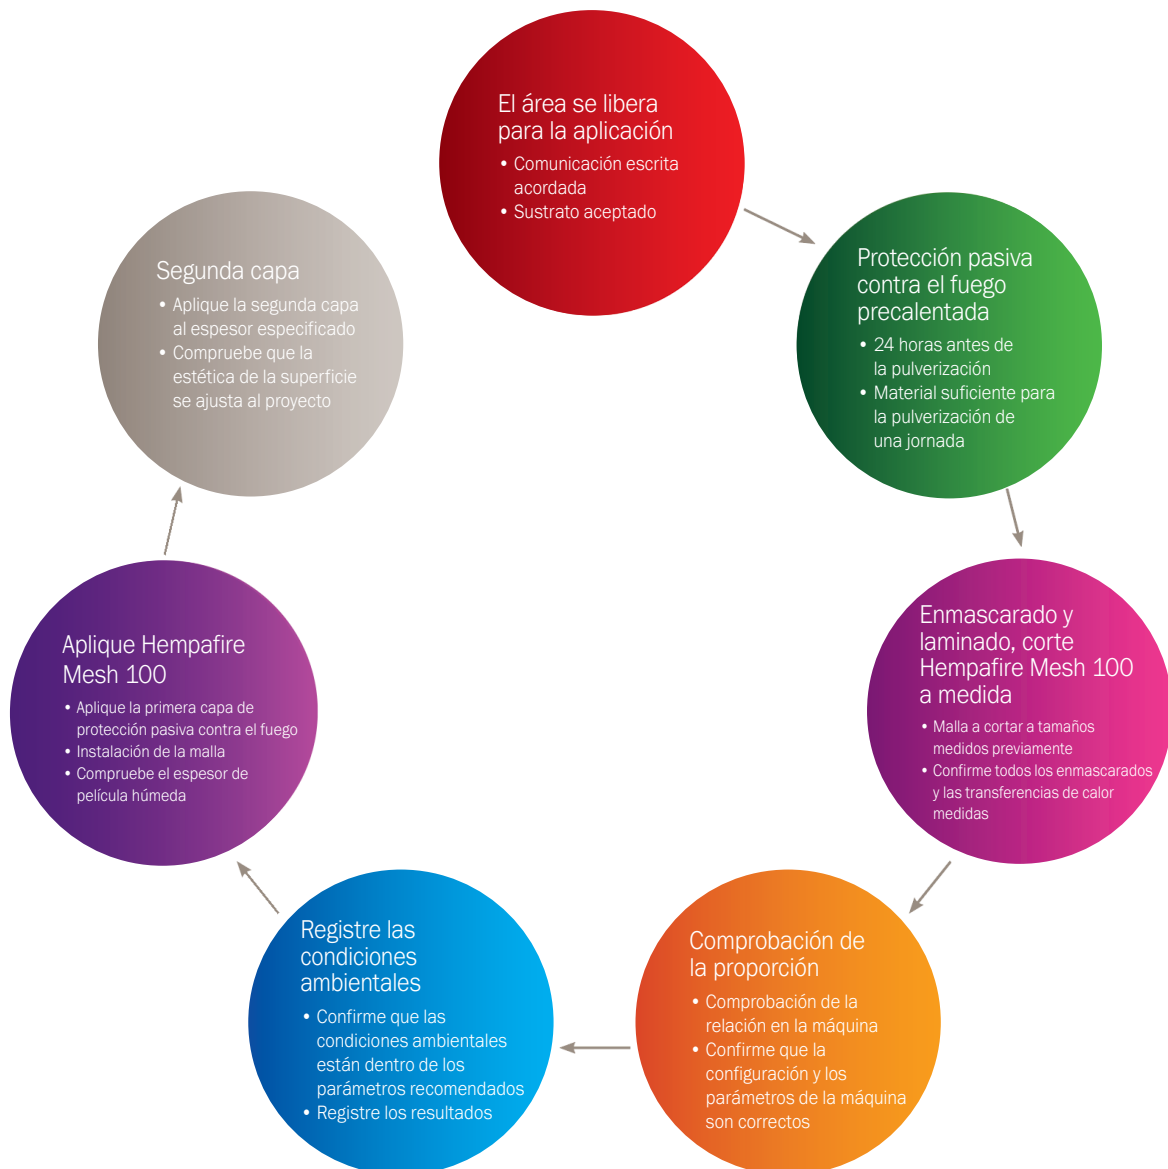 El área se libera
para la aplicación
• Comunicación escrita
acordada
• Sustrato aceptado
Protección pasiva
contra el fuego
precalentada
• 24 horas antes de
la pulverización
• Material suficiente para
la pulverización de
una jornada
Enmascarado y
laminado, corte
Hempafire Mesh 100
a medida
• Malla a cortar a tamaños
medidos previamente
• Confirme todos los enmascarados
y las transferencias de calor
medidas
Comprobación de
la proporción
• Comprobación de la
relación en la máquina
• Confirme que la
configuración y los
parámetros de la máquina
son correctos
Registre las
condiciones
ambientales
• Confirme que las
condiciones ambientales
están dentro de los
parámetros recomendados
• Registre los resultados
Aplique Hempafire
Mesh 100
• Aplique la primera capa de
protección pasiva contra el fuego
• Instalación de la malla
• Compruebe el espesor de
película húmeda
Segunda capa
• Aplique la segunda capa
al espesor especificado
• Compruebe que la
estética de la superficie
se ajusta al proyecto